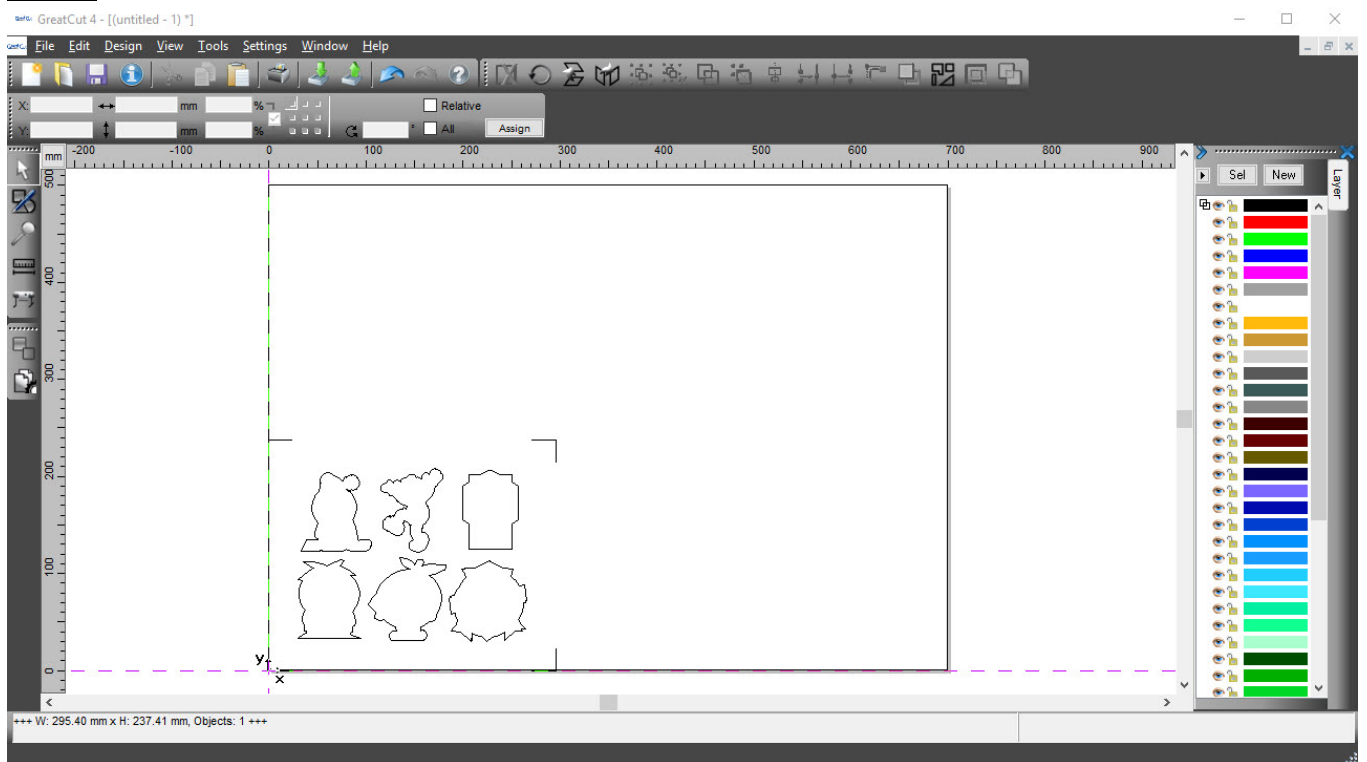 GreatCut 4 - [(untitled - 1) *]
File Edit Design View Tools Settings Window Help
X: mm % Relative
Y: mm % ° All Assign
mm -200 -100 0 100 200 300 400 500 600 700 800 900
Sel New
Layer
500
400
300
200
100
0
y
x
+++ W: 295.40 mm x H: 237.41 mm, Objects: 1 +++